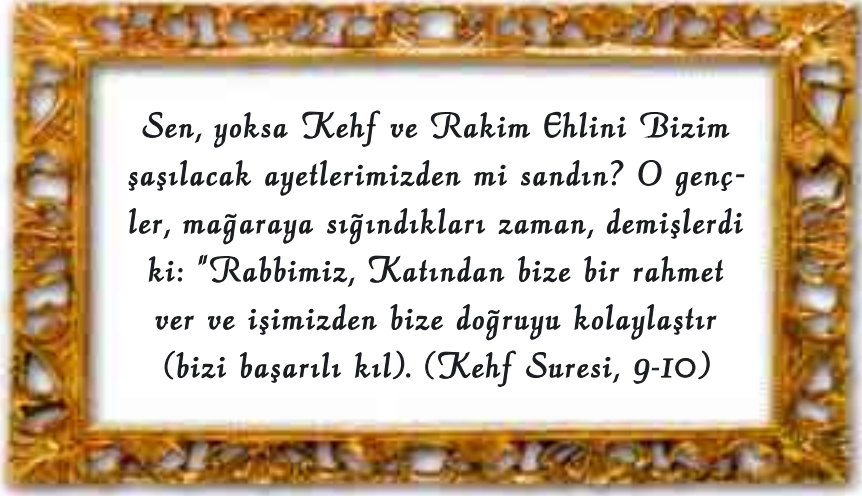 Sen, yoksa Kehf ve Rakim Ehlini Bizim
şaşılacak ayetlerimizden mi sandın? O genç-
ler, mağaraya sığındıkları zaman, demişlerdi
ki: "Rabbimiz, Katından bize bir rahmet
ver ve işimizden bize doğruyu kolaylaştır
(bizi başarılı kıl). (Kehf Suresi, 9-10)